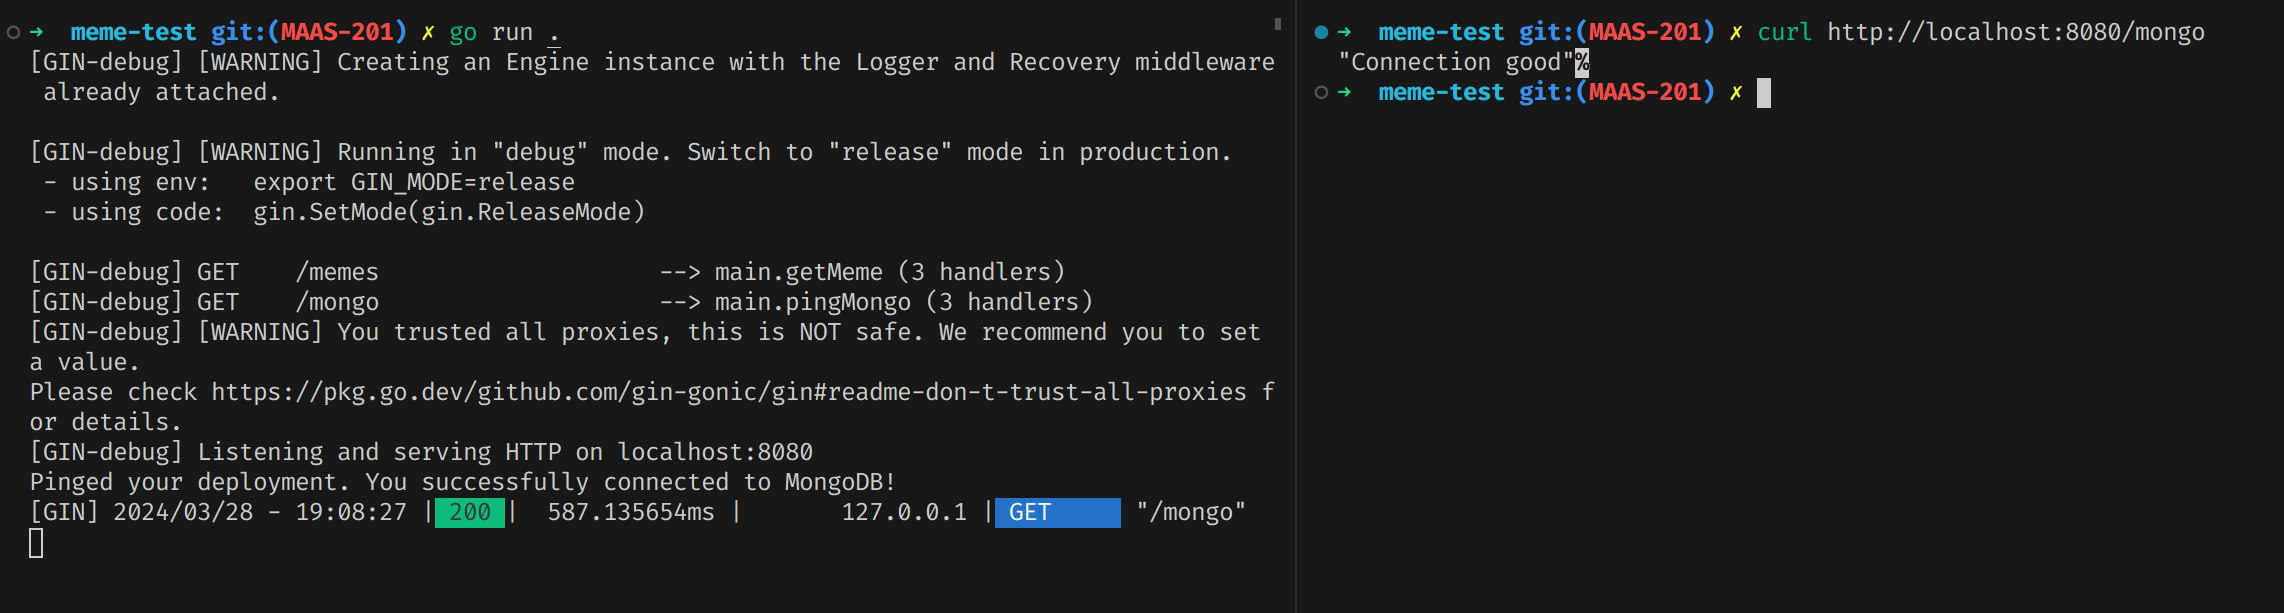 ➜  meme-test git:(MAAS-201) ✗ go run .
[GIN-debug] [WARNING] Creating an Engine instance with the Logger and Recovery middleware
 already attached.
[GIN-debug] [WARNING] Running in "debug" mode. Switch to "release" mode in production.
 - using env:   export GIN_MODE=release
 - using code:  gin.SetMode(gin.ReleaseMode)
[GIN-debug] GET    /memes                    --> main.getMeme (3 handlers)
[GIN-debug] GET    /mongo                    --> main.pingMongo (3 handlers)
[GIN-debug] [WARNING] You trusted all proxies, this is NOT safe. We recommend you to set
a value.
Please check https://pkg.go.dev/github.com/gin-gonic/gin#readme-don-t-trust-all-proxies f
or details.
[GIN-debug] Listening and serving HTTP on localhost:8080
Pinged your deployment. You successfully connected to MongoDB!
[GIN] 2024/03/28 - 19:08:27 | 200 |  587.135654ms |       127.0.0.1 | GET      "/mongo"
➜  meme-test git:(MAAS-201) ✗ curl http://localhost:8080/mongo
"Connection good"%
➜  meme-test git:(MAAS-201) ✗